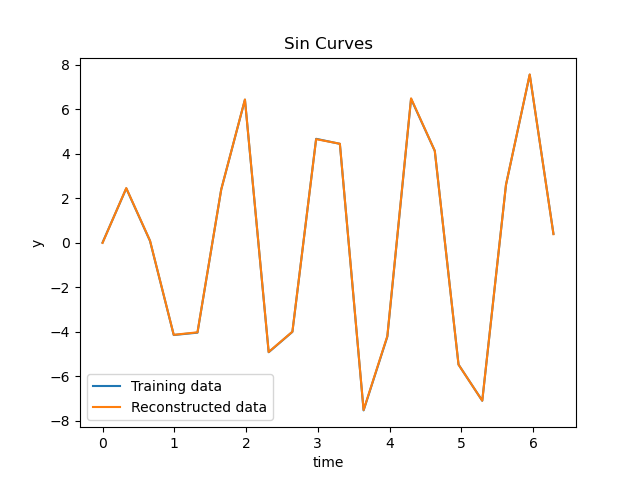 Sin Curves
8
6
4
2
0
−2
−4
−6
−8
y
Training data
Reconstructed data
0 1 2 3 4 5 6
time